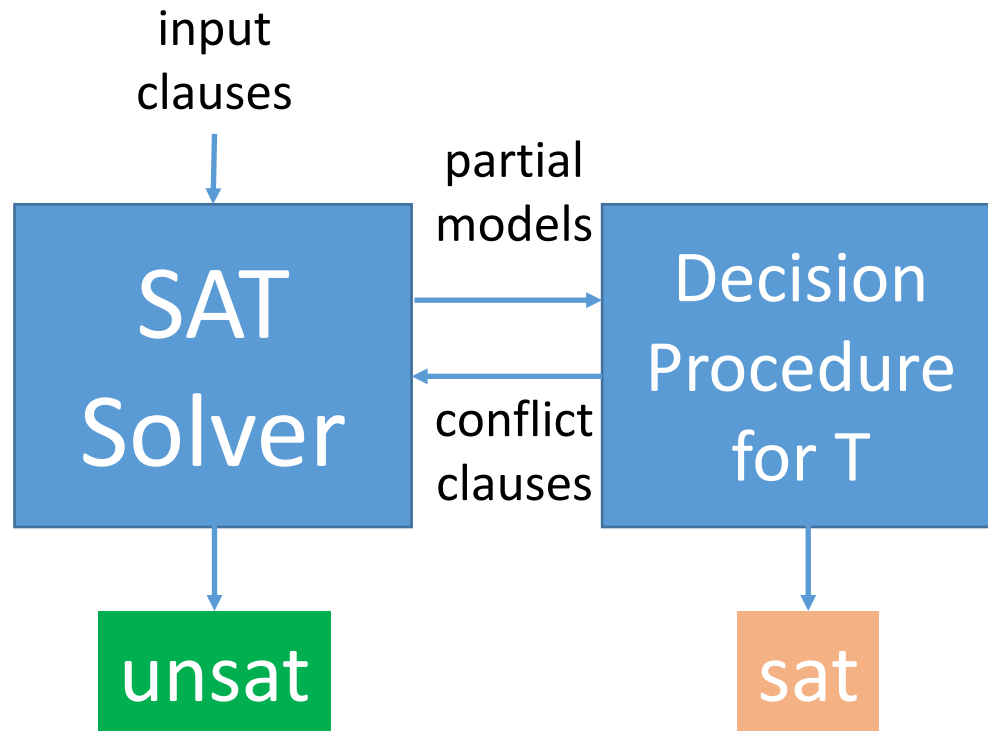 input
clauses
partial
models
SAT
Solver
Decision
Procedure
for T
conflict
clauses
unsat
sat